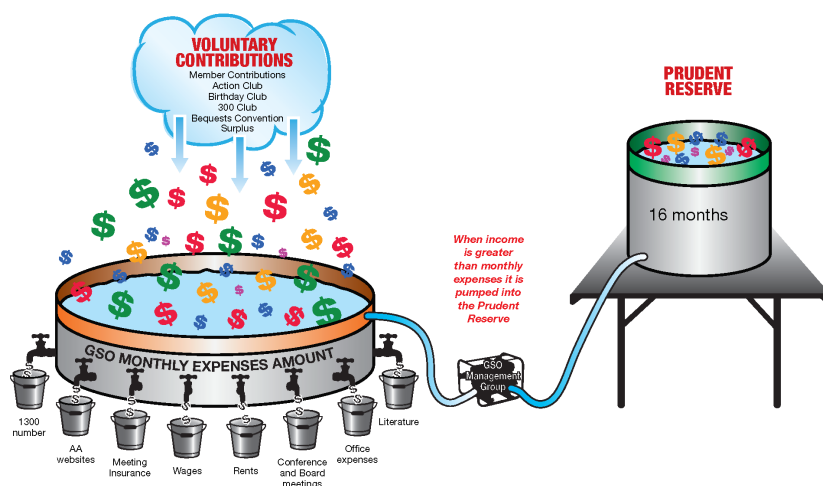 VOLUNTARY
CONTRIBUTIONS
Member Contributions
Action Club
Birthday Club
300 Club
Bequests Convention
Surplus
PRUDENT
RESERVE
16 months
When income
is greater
than monthly
expenses it is
pumped into
the Prudent
Reserve
GSO MONTHLY EXPENSES AMOUNT
GSO
Management
Group
1300
number
AA
websites
Meeting
Insurance
Wages
Rents
Conference
and Board
meetings
Office
expenses
Literature